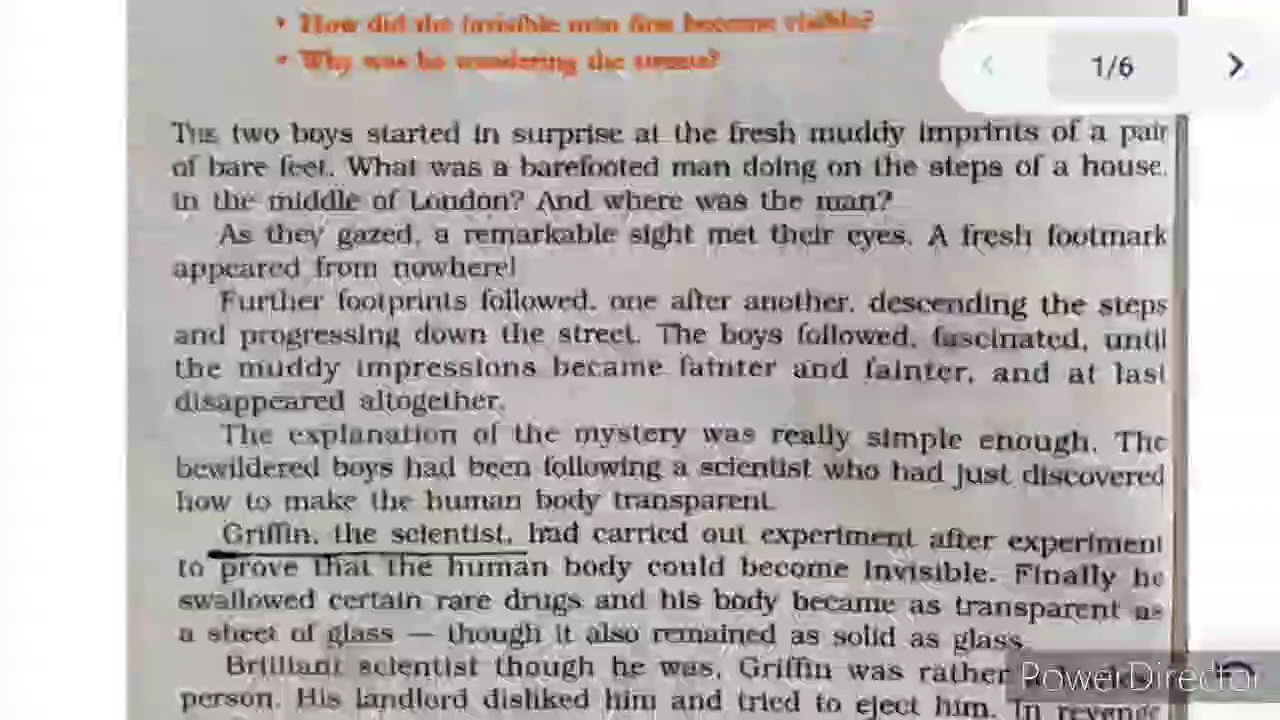 • How did the invisible man first become visible?
• Why was he wandering the streets?
1/6
The two boys started in surprise at the fresh muddy imprints of a pair
of bare feet. What was a barefooted man doing on the steps of a house,
in the middle of London? And where was the man?
As they gazed, a remarkable sight met their eyes. A fresh footmark
appeared from nowhere!
Further footprints followed, one after another, descending the steps
and progressing down the street. The boys followed, fascinated, until
the muddy impressions became fainter and fainter, and at last
disappeared altogether.
The explanation of the mystery was really simple enough. The
bewildered boys had been following a scientist who had just discovered
how to make the human body transparent.
Griffin, the scientist, had carried out experiment after experiment
to prove that the human body could become invisible. Finally he
swallowed certain rare drugs and his body became as transparent as
a sheet of glass — though it also remained as solid as glass.
Brilliant scientist though he was, Griffin was rather
person. His landlord disliked him and tried to eject him. In revenge
PowerDirector